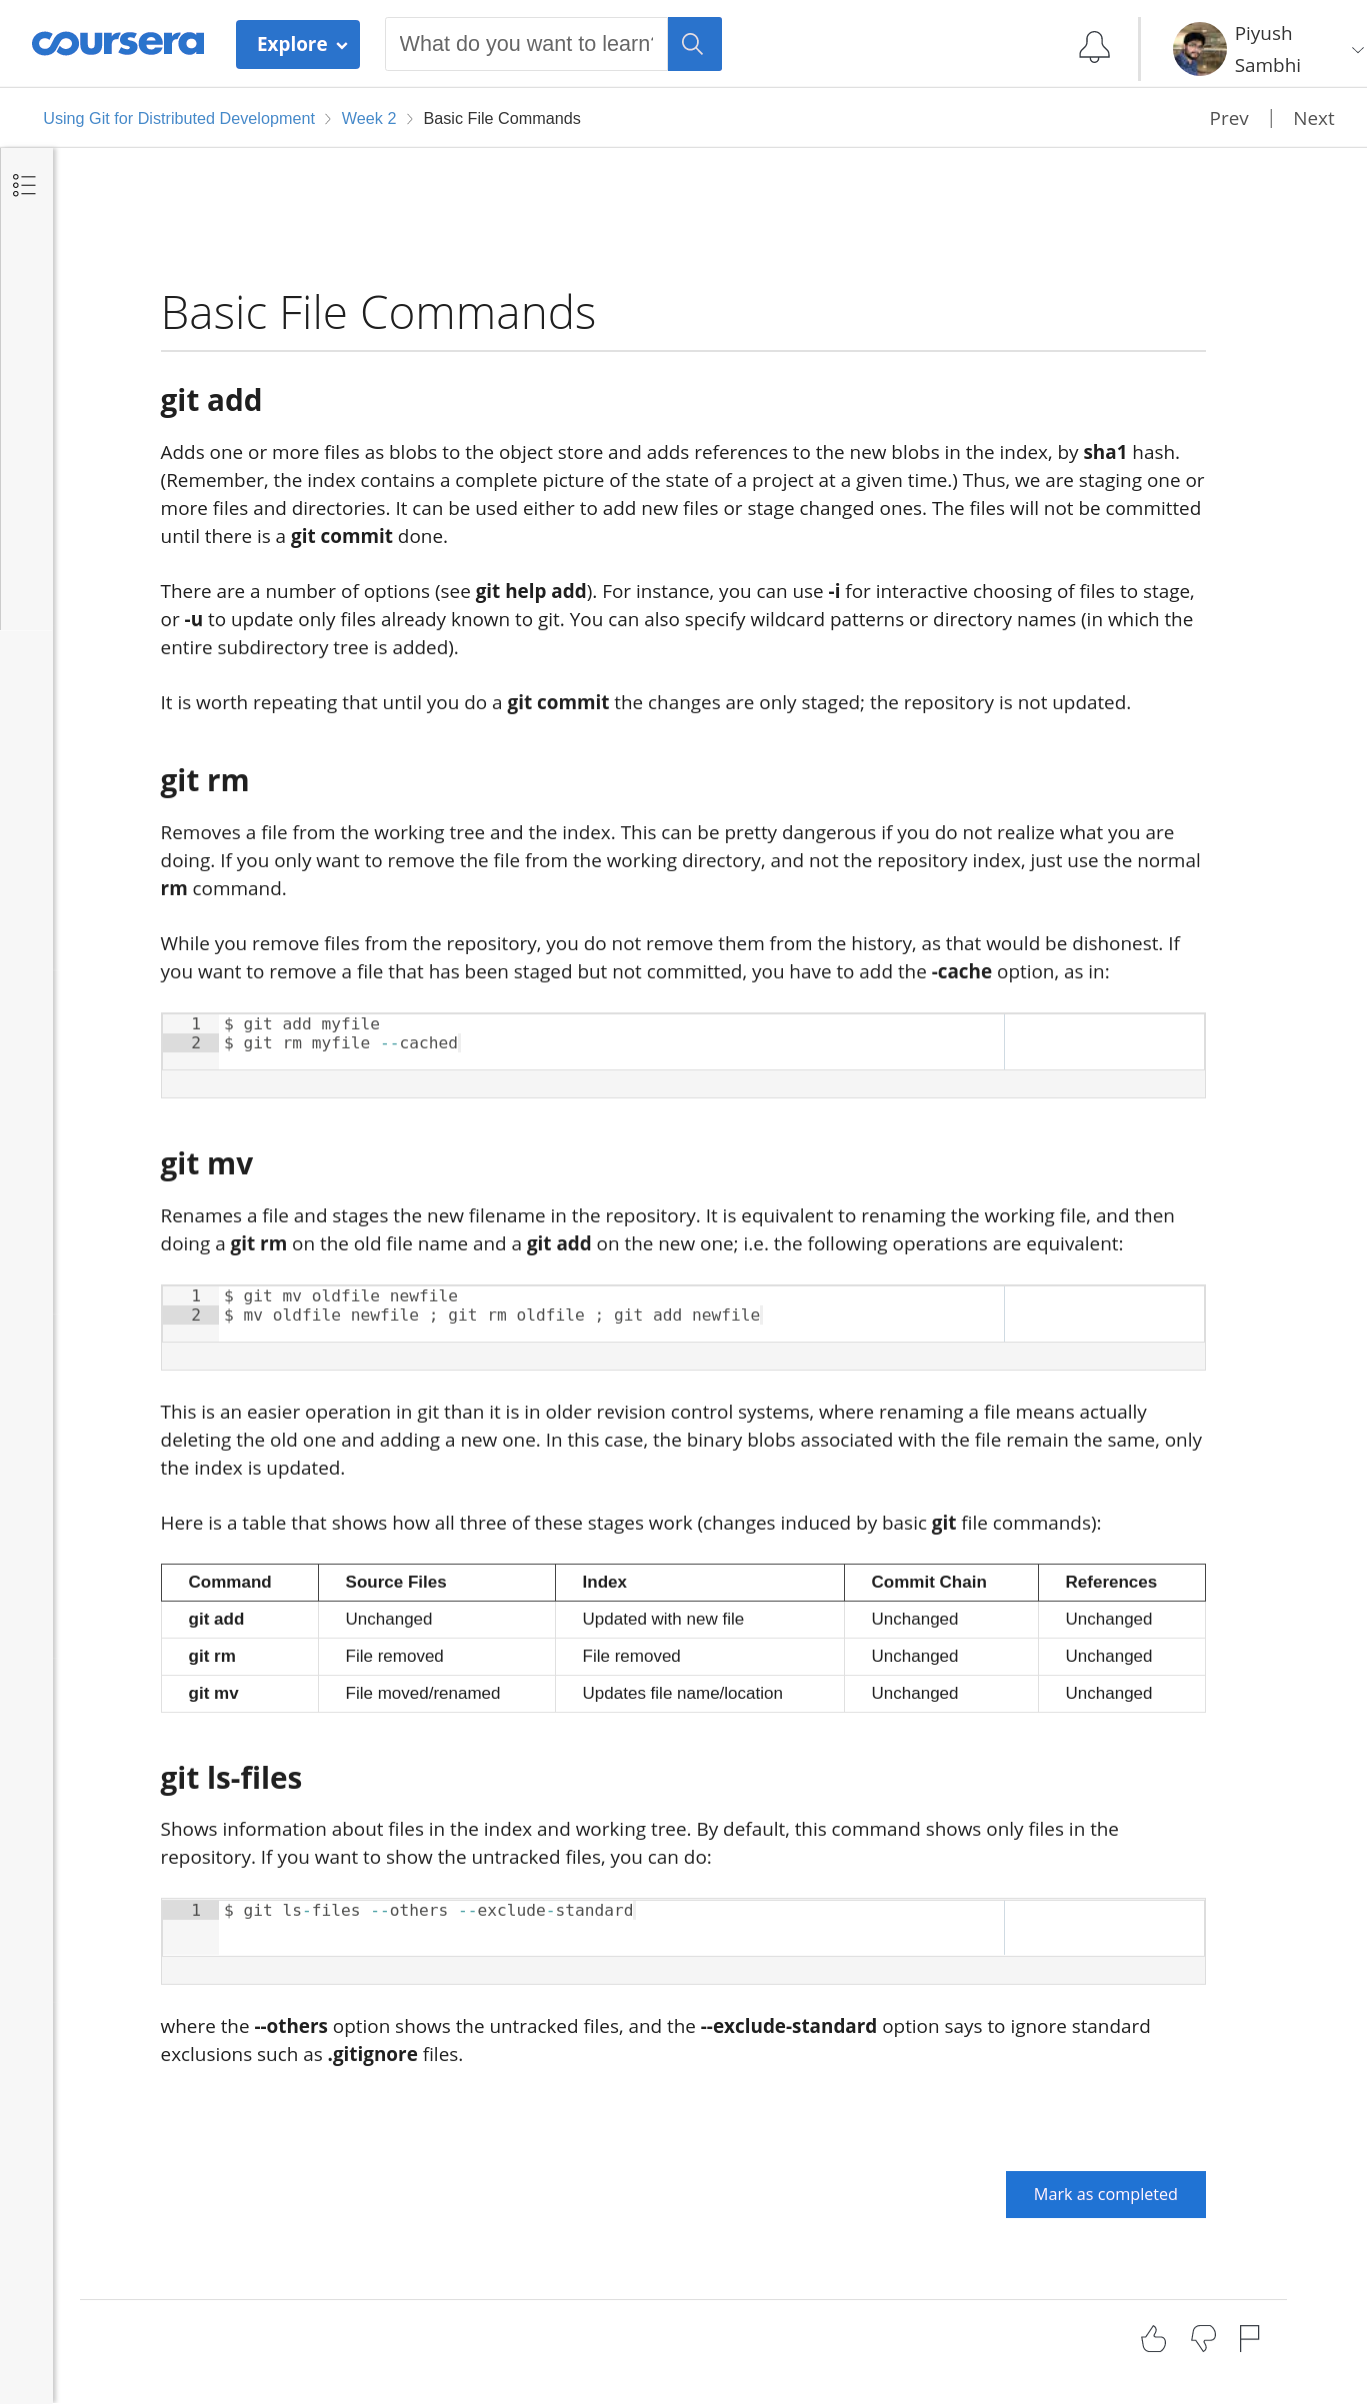 coursera
Explore
What do you want to learn?
Piyush
Sambhi
Using Git for Distributed Development
Week 2
Basic File Commands
Prev
Next
Basic File Commands
git add
Adds one or more files as blobs to the object store and adds references to the new blobs in the index, by sha1 hash.
(Remember, the index contains a complete picture of the state of a project at a given time.) Thus, we are staging one or
more files and directories. It can be used either to add new files or stage changed ones. The files will not be committed
until there is a git commit done.
There are a number of options (see git help add). For instance, you can use -i for interactive choosing of files to stage,
or -u to update only files already known to git. You can also specify wildcard patterns or directory names (in which the
entire subdirectory tree is added).
It is worth repeating that until you do a git commit the changes are only staged; the repository is not updated.
git rm
Removes a file from the working tree and the index. This can be pretty dangerous if you do not realize what you are
doing. If you only want to remove the file from the working directory, and not the repository index, just use the normal
rm command.
While you remove files from the repository, you do not remove them from the history, as that would be dishonest. If
you want to remove a file that has been staged but not committed, you have to add the -cache option, as in:
1 $ git add myfile
2 $ git rm myfile --cached
git mv
Renames a file and stages the new filename in the repository. It is equivalent to renaming the working file, and then
doing a git rm on the old file name and a git add on the new one; i.e. the following operations are equivalent:
1 $ git mv oldfile newfile
2 $ mv oldfile newfile ; git rm oldfile ; git add newfile
This is an easier operation in git than it is in older revision control systems, where renaming a file means actually
deleting the old one and adding a new one. In this case, the binary blobs associated with the file remain the same, only
the index is updated.
Here is a table that shows how all three of these stages work (changes induced by basic git file commands):
Command Source Files Index Commit Chain References
git add Unchanged Updated with new file Unchanged Unchanged
git rm File removed File removed Unchanged Unchanged
git mv File moved/renamed Updates file name/location Unchanged Unchanged
git ls-files
Shows information about files in the index and working tree. By default, this command shows only files in the
repository. If you want to show the untracked files, you can do:
1 $ git ls-files --others --exclude-standard
where the --others option shows the untracked files, and the --exclude-standard option says to ignore standard
exclusions such as .gitignore files.
Mark as completed